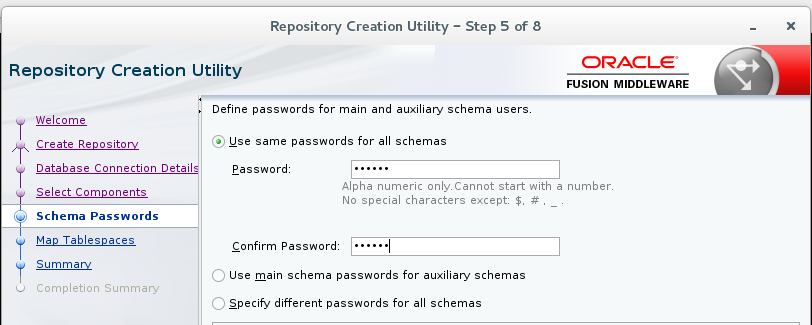 Repository Creation Utility – Step 5 of 8
Repository Creation Utility
ORACLE
FUSION MIDDLEWARE
Welcome
Create Repository
Database Connection Details
Select Components
Schema Passwords
Map Tablespaces
Summary
Completion Summary
Define passwords for main and auxiliary schema users.
Use same passwords for all schemas
Password: ••••••
Alpha numeric only.Cannot start with a number.
No special characters except: $, # , _ .
Confirm Password: ••••••
Use main schema passwords for auxiliary schemas
Specify different passwords for all schemas